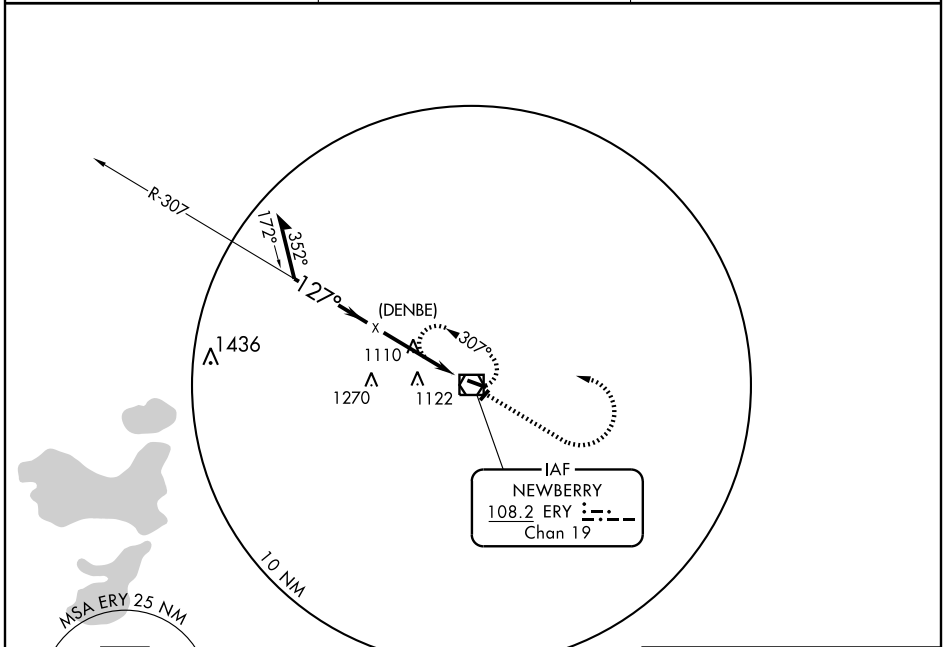 R-307
172°
352°
127°
(DENBE)
X
307°
1436
1110
1270
1122
IAF
NEWBERRY
108.2 ERY
Chan 19
10 NM
MSA ERY 25 NM